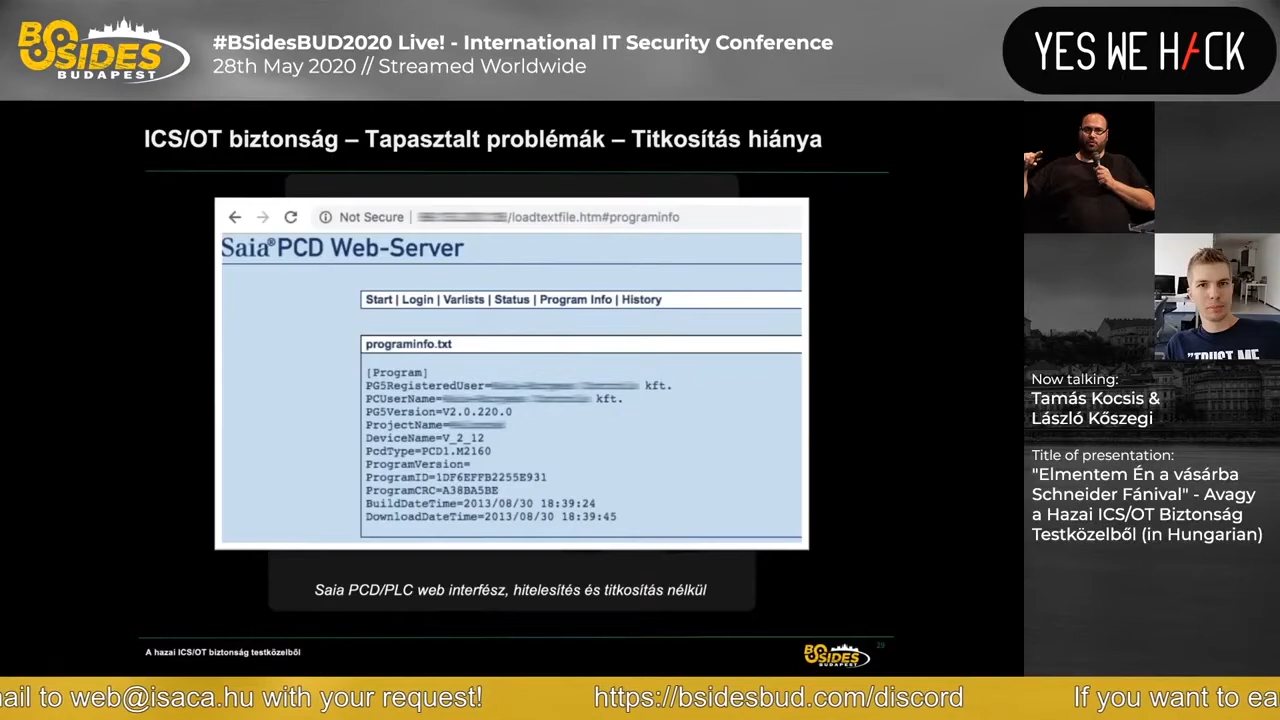 BSIDES
BUDAPEST
#BSidesBUD2020 Live! - International IT Security Conference
28th May 2020 // Streamed Worldwide
YES WE H/CK
ICS/OT biztonság – Tapasztalt problémák – Titkosítás hiánya
Not Secure | /loadtextfile.htm#programinfo
Saia®PCD Web-Server
Start | Login | Varlists | Status | Program Info | History
programinfo.txt
[Program]
PG5RegisteredUser= kft.
PCUserName= kft.
PG5Version=V2.0.220.0
ProjectName=
DeviceName=V_2_12
PcdType=PCD1.M2160
ProgramVersion=
ProgramID=1DF6EFFB2255E931
ProgramCRC=A38BA5BE
BuildDateTime=2013/08/30 18:39:24
DownloadDateTime=2013/08/30 18:39:45
Saia PCD/PLC web interfész, hitelesítés és titkosítás nélkül
A hazai ICS/OT biztonság testközelből
BSIDES
BUDAPEST
28
"TRUST ME
Now talking:
Tamás Kocsis &
László Kőszegi
Title of presentation:
"Elmentem Én a vásárba
Schneider Fánival" - Avagy
a Hazai ICS/OT Biztonság
Testközelből (in Hungarian)
ail to web@isaca.hu with your request! https://bsidesbud.com/discord If you want to ea